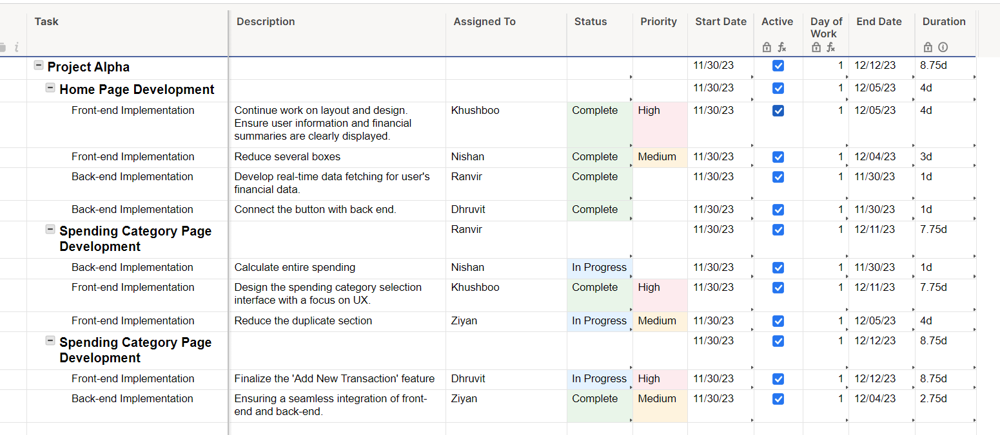 Task Description Assigned To Status Priority Start Date Active Day of Work End Date Duration
Project Alpha 11/30/23 1 12/12/23 8.75d
Home Page Development 11/30/23 1 12/05/23 4d
Front-end Implementation Continue work on layout and design. Khushboo Complete High 11/30/23 1 12/05/23 4d
Ensure user information and financial
summaries are clearly displayed.
Front-end Implementation Reduce several boxes Nishan Complete Medium 11/30/23 1 12/04/23 3d
Back-end Implementation Develop real-time data fetching for user's Ranvir Complete 11/30/23 1 11/30/23 1d
financial data.
Back-end Implementation Connect the button with back end. Dhruvit Complete 11/30/23 1 11/30/23 1d
Spending Category Page Ranvir 11/30/23 1 12/11/23 7.75d
Development
Back-end Implementation Calculate entire spending Nishan In Progress 11/30/23 1 11/30/23 1d
Front-end Implementation Design the spending category selection Khushboo Complete High 11/30/23 1 12/11/23 7.75d
interface with a focus on UX.
Front-end Implementation Reduce the duplicate section Ziyan In Progress Medium 11/30/23 1 12/05/23 4d
Spending Category Page 11/30/23 1 12/12/23 8.75d
Development
Front-end Implementation Finalize the 'Add New Transaction' feature Dhruvit In Progress High 11/30/23 1 12/12/23 8.75d
Back-end Implementation Ensuring a seamless integration of front- Ziyan Complete Medium 11/30/23 1 12/04/23 2.75d
end and back-end.